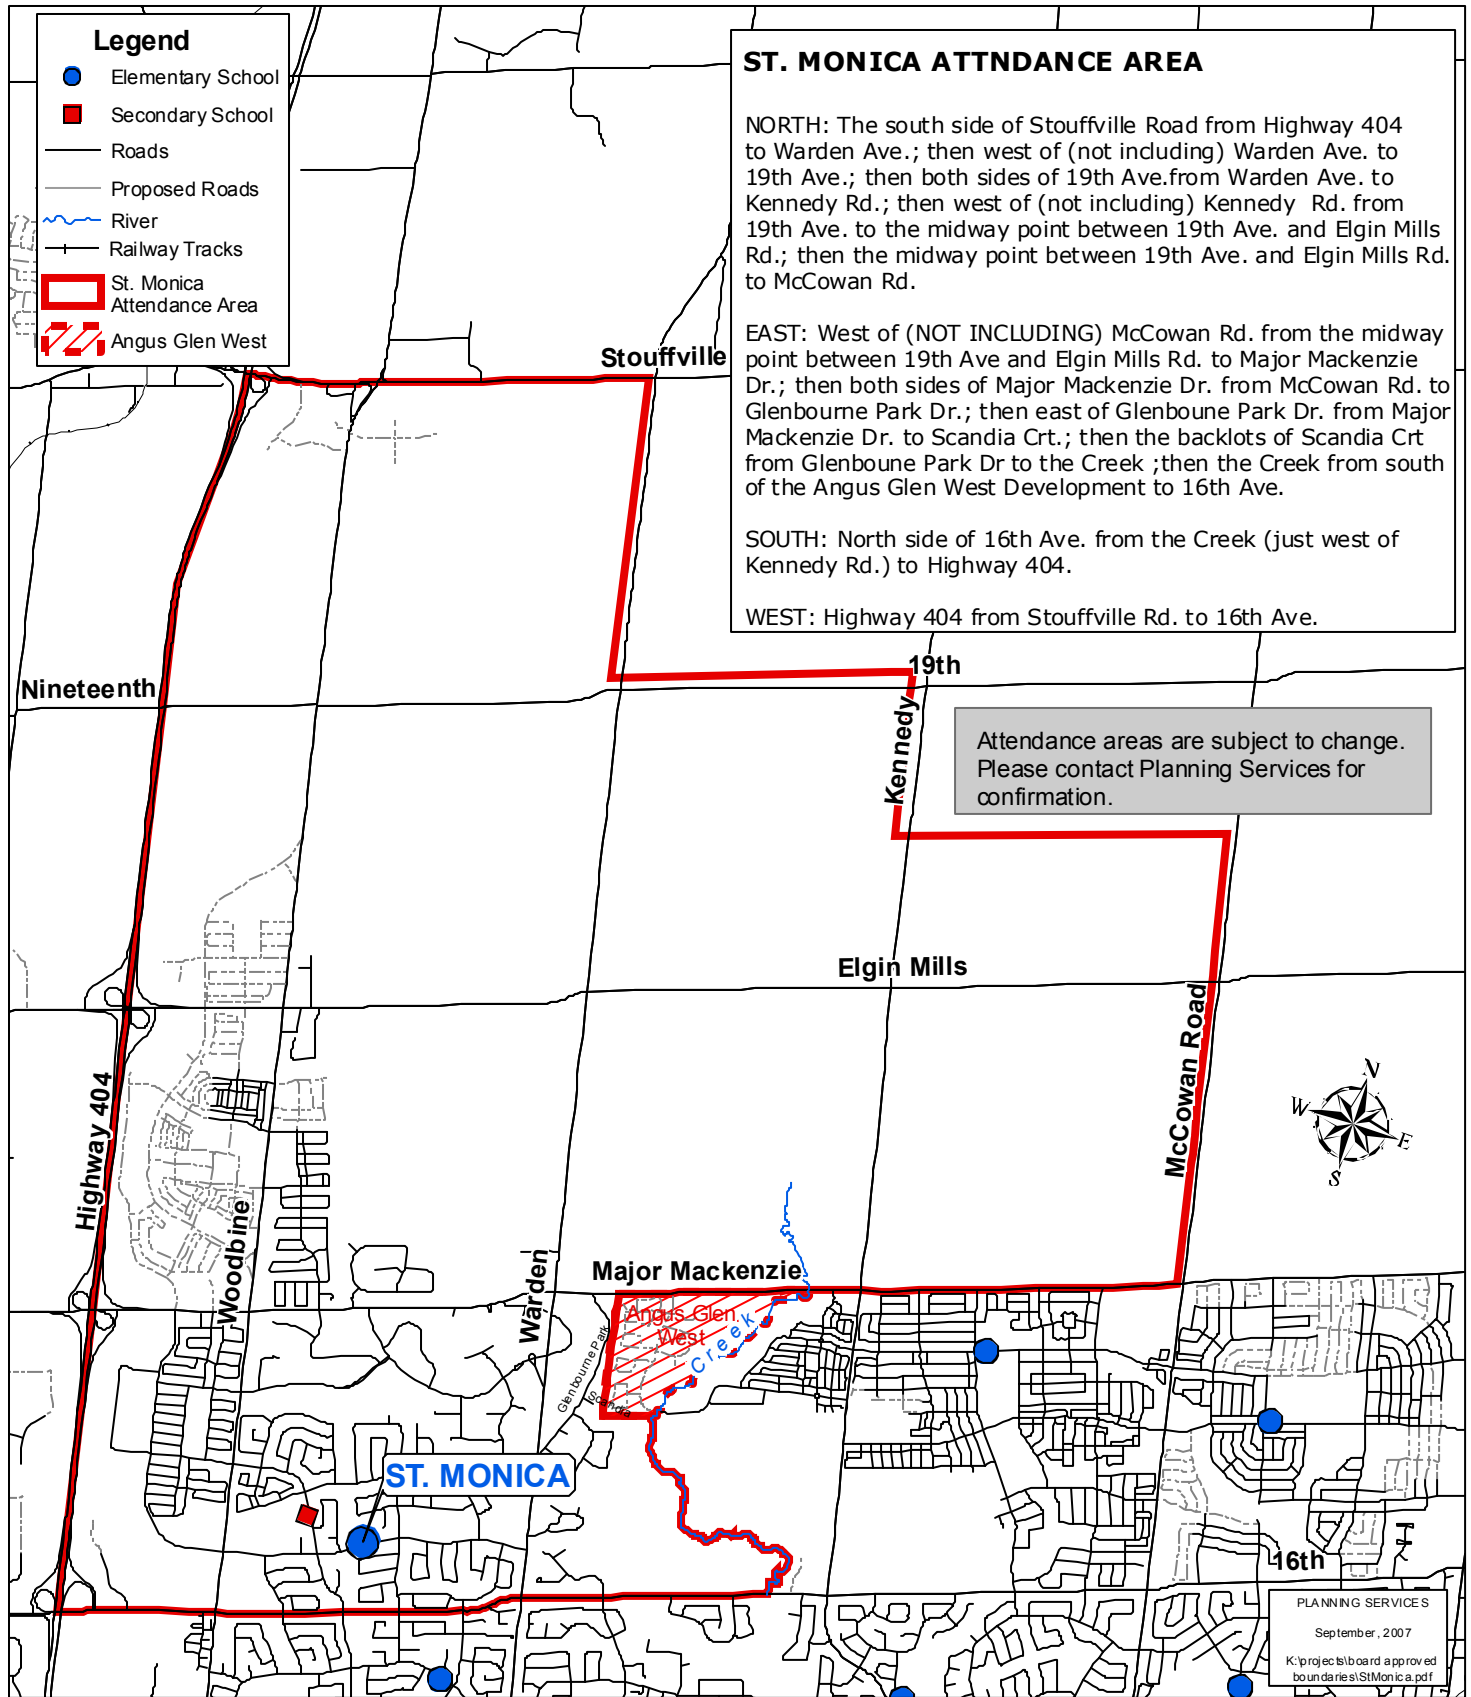 Legend
Elementary School
Secondary School
Roads
Proposed Roads
River
Railway Tracks
St. Monica
Attendance Area
Angus Glen West
ST. MONICA ATTNDANCE AREA
NORTH: The south side of Stouffville Road from Highway 404
to Warden Ave.; then west of (not including) Warden Ave. to
19th Ave.; then both sides of 19th Ave.from Warden Ave. to
Kennedy Rd.; then west of (not including) Kennedy Rd. from
19th Ave. to the midway point between 19th Ave. and Elgin Mills
Rd.; then the midway point between 19th Ave. and Elgin Mills Rd.
to McCowan Rd.
EAST: West of (NOT INCLUDING) McCowan Rd. from the midway
point between 19th Ave and Elgin Mills Rd. to Major Mackenzie
Dr.; then both sides of Major Mackenzie Dr. from McCowan Rd. to
Glenbourne Park Dr.; then east of Glenboune Park Dr. from Major
Mackenzie Dr. to Scandia Crt.; then the backlots of Scandia Crt
from Glenboune Park Dr to the Creek ;then the Creek from south
of the Angus Glen West Development to 16th Ave.
SOUTH: North side of 16th Ave. from the Creek (just west of
Kennedy Rd.) to Highway 404.
WEST: Highway 404 from Stouffville Rd. to 16th Ave.
Stouffville
Nineteenth
19th
Kennedy
Attendance areas are subject to change.
Please contact Planning Services for
confirmation.
Elgin Mills
McCowan Road
Highway 404
N
W
E
S
Woodbine
Warden
Major Mackenzie
Angus Glen
West
Creek
Glenbourne Park
Scandia
ST. MONICA
16th
PLANNING SERVICES
September, 2007
K:\projects\board approved
boundaries\StMonica.pdf